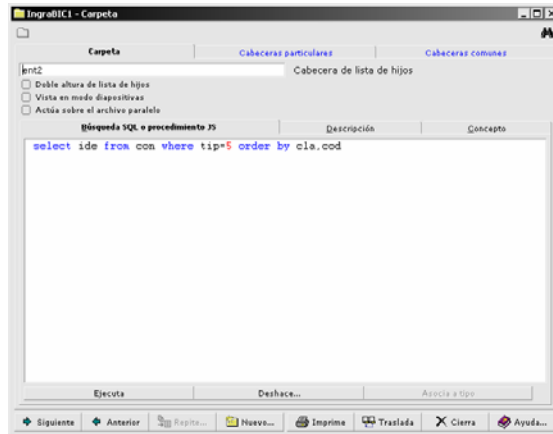 IngraBIC1 - Carpeta
Carpeta Cabeceras particulares Cabeceras comunes
ent2 Cabecera de lista de hijos
Doble altura de lista de hijos
Vista en modo diapositivas
Actúa sobre el archivo paralelo
Búsqueda SQL o procedimiento JS Descripción Concepto
select ide from con where tip=5 order by cla,cod
Ejecuta Deshace... Asocia a tipo
Siguiente Anterior Repite... Nuevo... Imprime Traslada Cierra Ayuda...